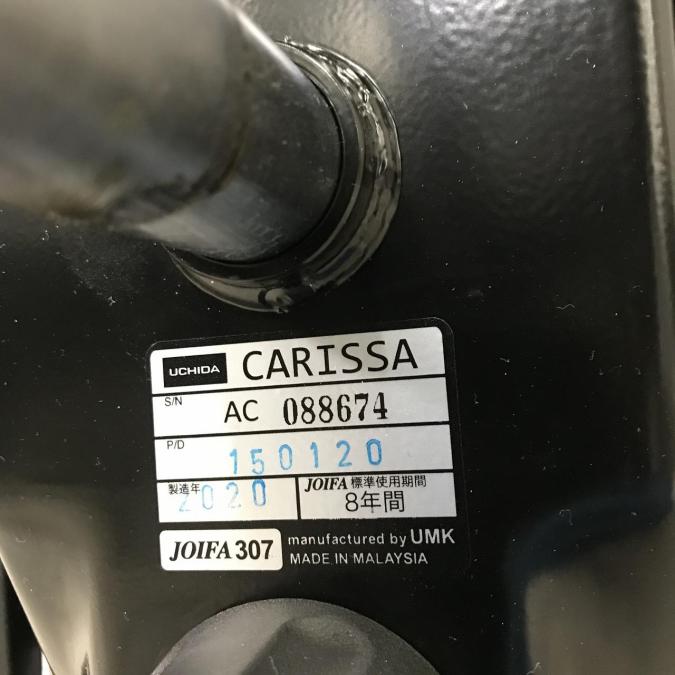 UCHIDA CARISSA
S/N AC 088674
P/D 150120
製造年 2020
JOIFA 標準使用期間
8年間
JOIFA 307
manufactured by UMK
MADE IN MALAYSIA